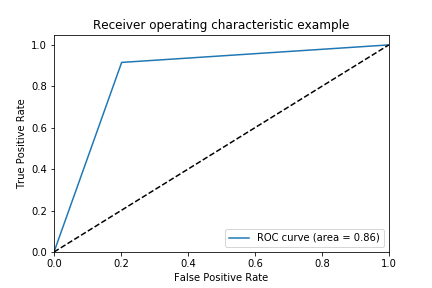 Receiver operating characteristic example
1.0
0.8
0.6
0.4
0.2
0.0
True Positive Rate
ROC curve (area = 0.86)
0.0 0.2 0.4 0.6 0.8 1.0
False Positive Rate